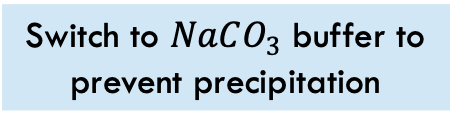 Switch to NaCO₃ buffer to
prevent precipitation